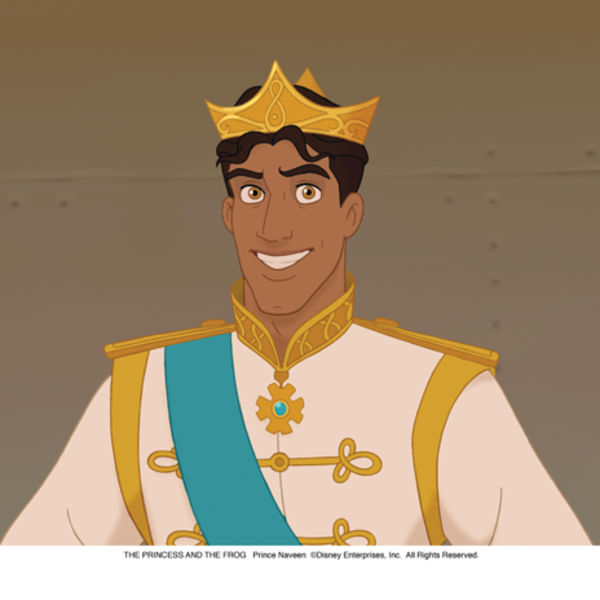 THE PRINCESS AND THE FROG Prince Naveen ©Disney Enterprises, Inc. All Rights Reserved.